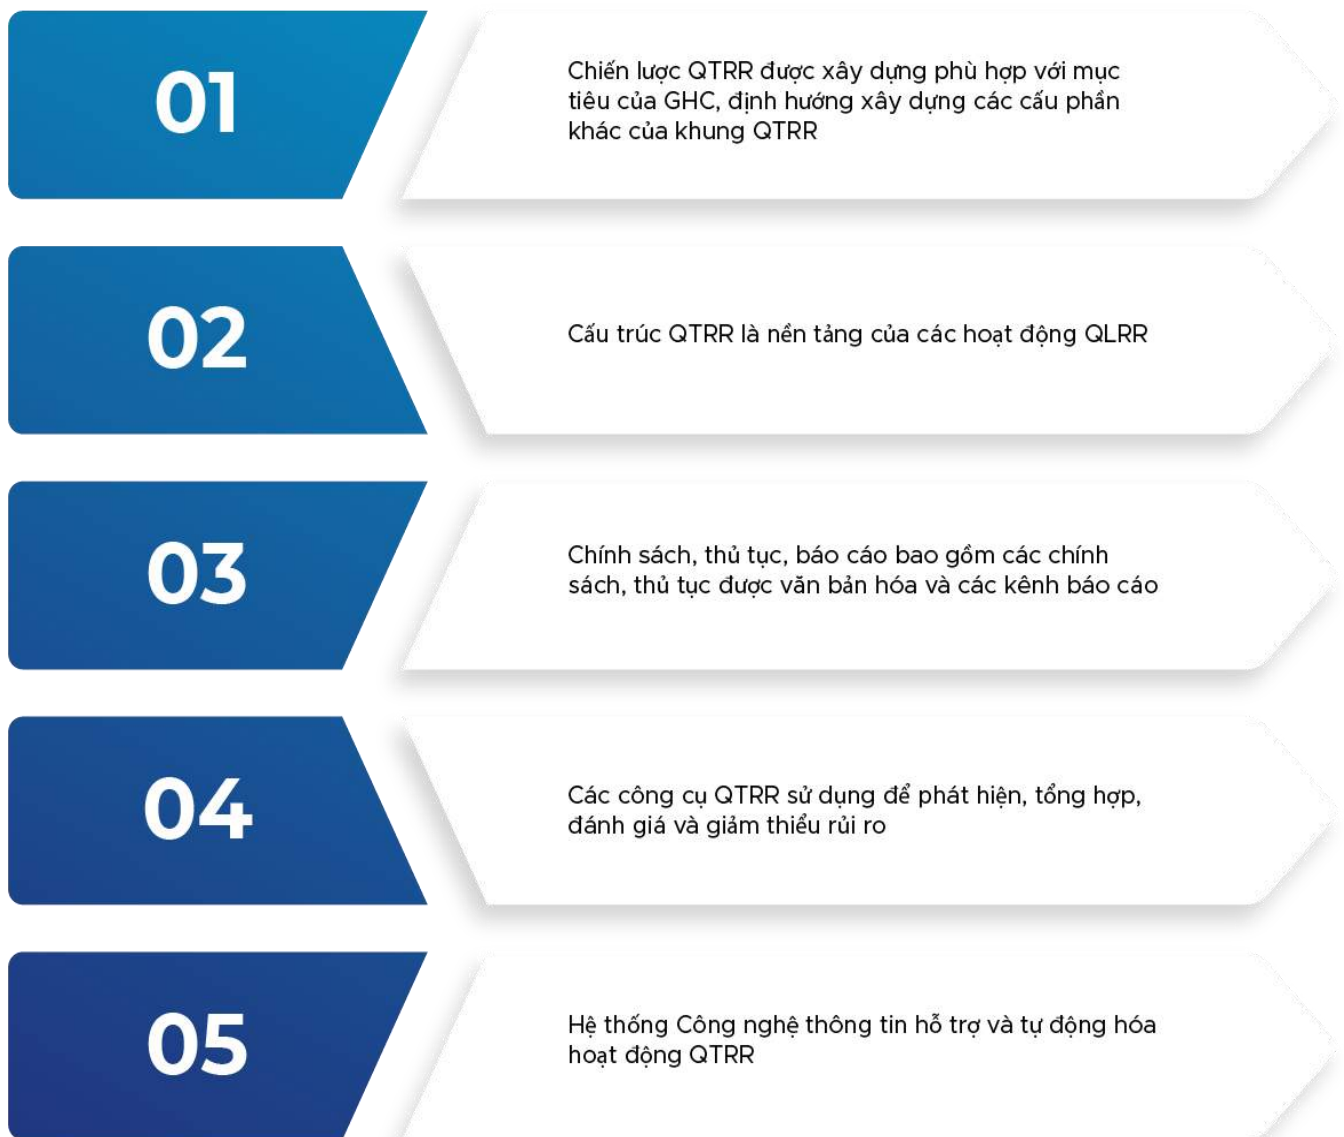 01
Chiến lược QTRR được xây dựng phù hợp với mục
tiêu của GHC, định hướng xây dựng các cấu phần
khác của khung QTRR
02
Cấu trúc QTRR là nền tảng của các hoạt động QLRR
03
Chính sách, thủ tục, báo cáo bao gồm các chính
sách, thủ tục được văn bản hóa và các kênh báo cáo
04
Các công cụ QTRR sử dụng để phát hiện, tổng hợp,
đánh giá và giảm thiểu rủi ro
05
Hệ thống Công nghệ thông tin hỗ trợ và tự động hóa
hoạt động QTRR